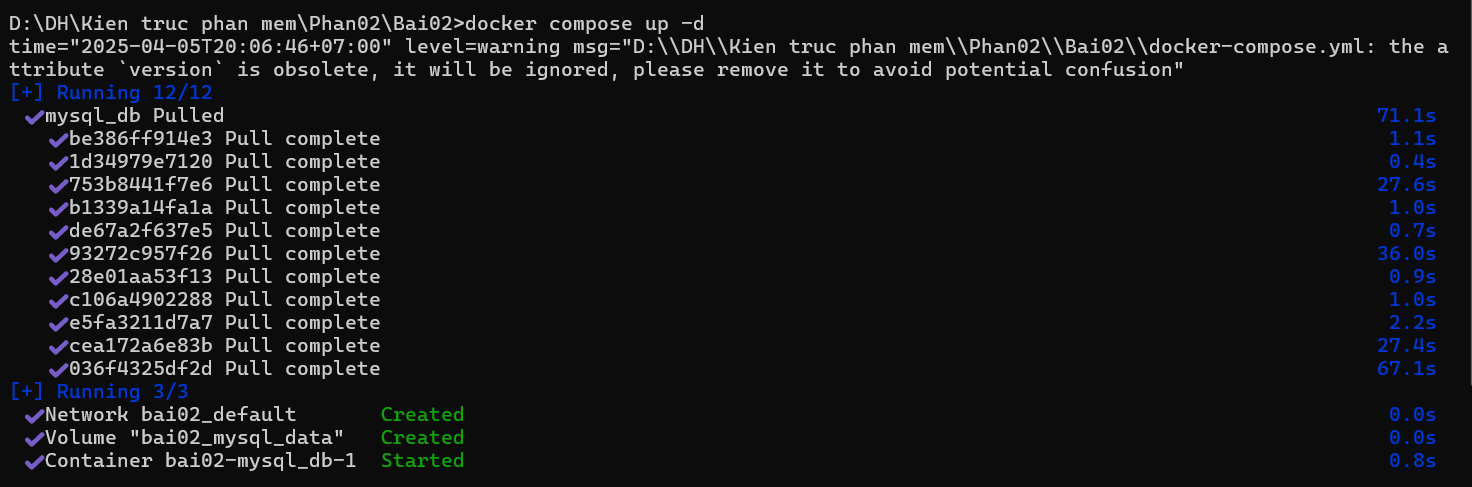 D:\DH\Kien truc phan mem\Phan02\Bai02>docker compose up -d
time="2025-04-05T20:06:46+07:00" level=warning msg="D:\\DH\\Kien truc phan mem\\Phan02\\Bai02\\docker-compose.yml: the a
ttribute `version` is obsolete, it will be ignored, please remove it to avoid potential confusion"
[+] Running 12/12
✔mysql_db Pulled 71.1s
✔be386ff914e3 Pull complete 1.1s
✔1d34979e7120 Pull complete 0.4s
✔753b8441f7e6 Pull complete 27.6s
✔b1339a14fa1a Pull complete 1.0s
✔de67a2f637e5 Pull complete 0.7s
✔93272c957f26 Pull complete 36.0s
✔28e01aa53f13 Pull complete 0.9s
✔c106a4902288 Pull complete 1.0s
✔e5fa3211d7a7 Pull complete 2.2s
✔cea172a6e83b Pull complete 27.4s
✔036f4325df2d Pull complete 67.1s
[+] Running 3/3
✔Network bai02_default Created 0.0s
✔Volume "bai02_mysql_data" Created 0.0s
✔Container bai02-mysql_db-1 Started 0.8s